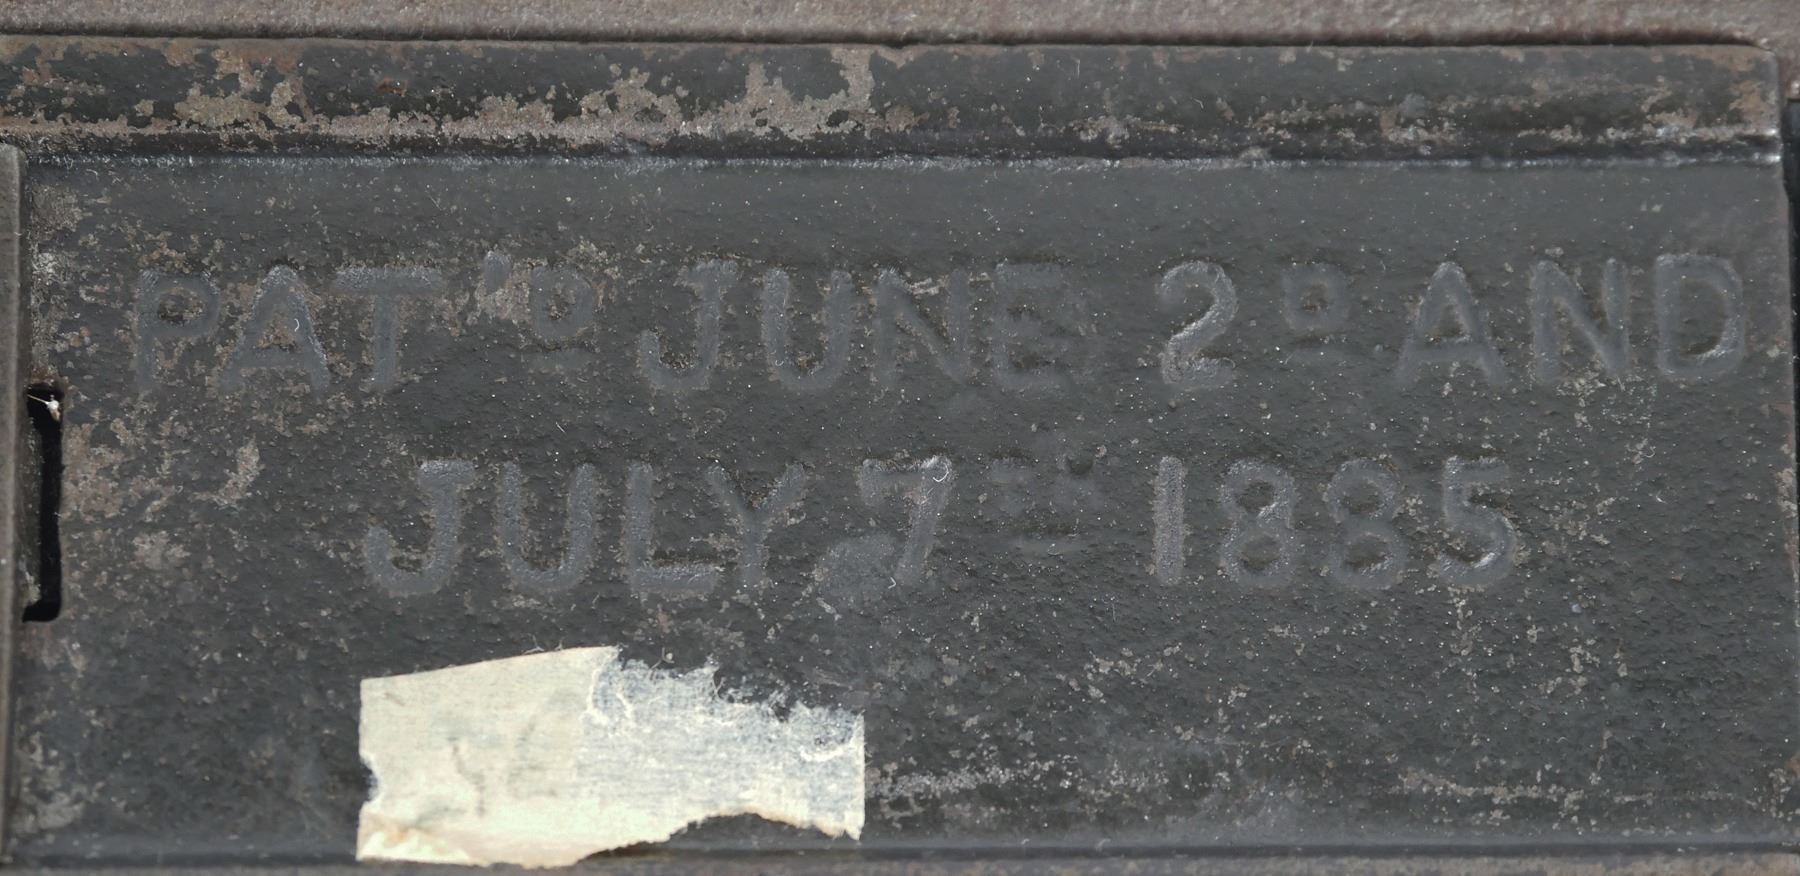 PAT'D JUNE 2D AND
JULY 7TH 1885